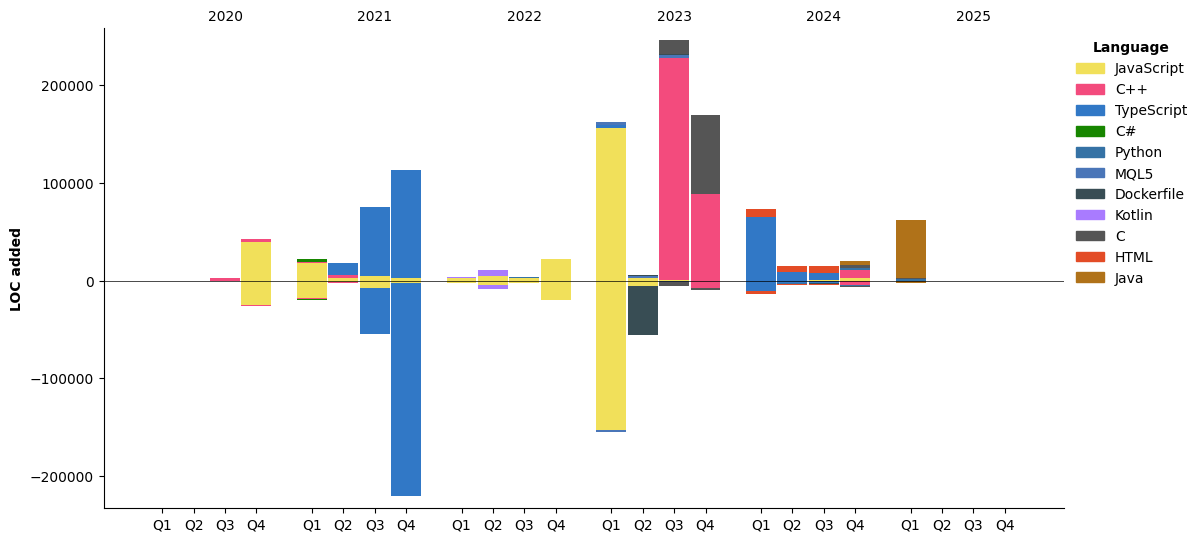 2020 2021 2022 2023 2024 2025
LOC added
200000
100000
0
−100000
−200000
Q1 Q2 Q3 Q4 Q1 Q2 Q3 Q4 Q1 Q2 Q3 Q4 Q1 Q2 Q3 Q4 Q1 Q2 Q3 Q4 Q1 Q2 Q3 Q4
Language
JavaScript
C++
TypeScript
C#
Python
MQL5
Dockerfile
Kotlin
C
HTML
Java